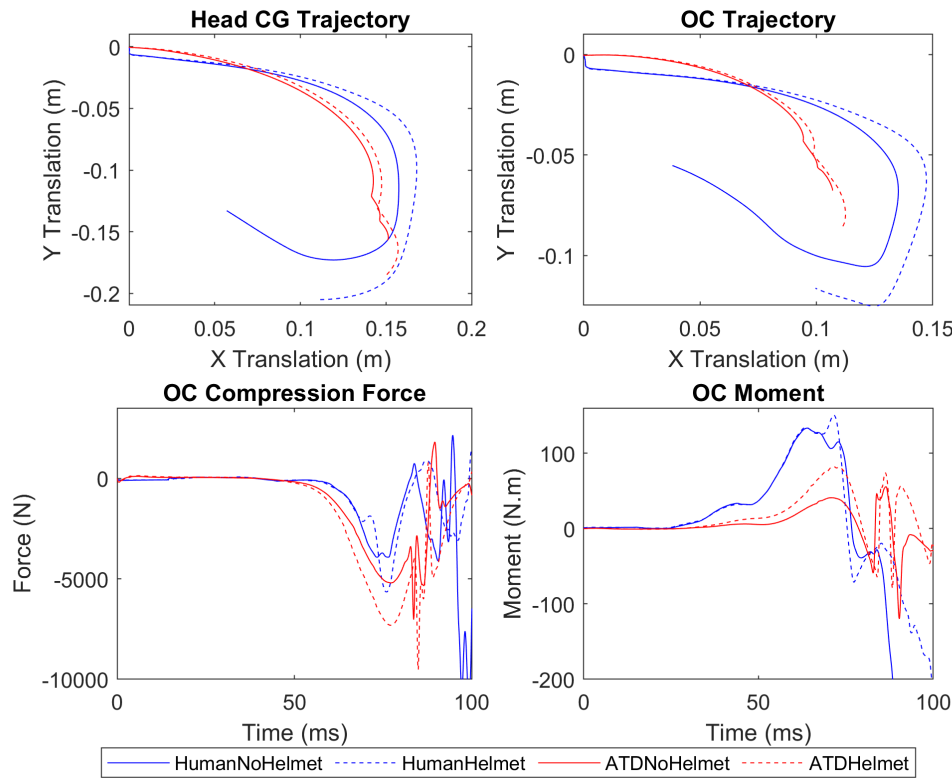 Head CG Trajectory
0
-0.05
-0.1
-0.15
-0.2
Y Translation (m)
0 0.05 0.1 0.15 0.2
X Translation (m)
OC Trajectory
0
-0.05
-0.1
Y Translation (m)
0 0.05 0.1 0.15
X Translation (m)
OC Compression Force
0
-5000
-10000
Force (N)
0 50 100
Time (ms)
OC Moment
100
0
-100
-200
Moment (N.m)
0 50 100
Time (ms)
HumanNoHelmet HumanHelmet ATDNoHelmet ATDHelmet